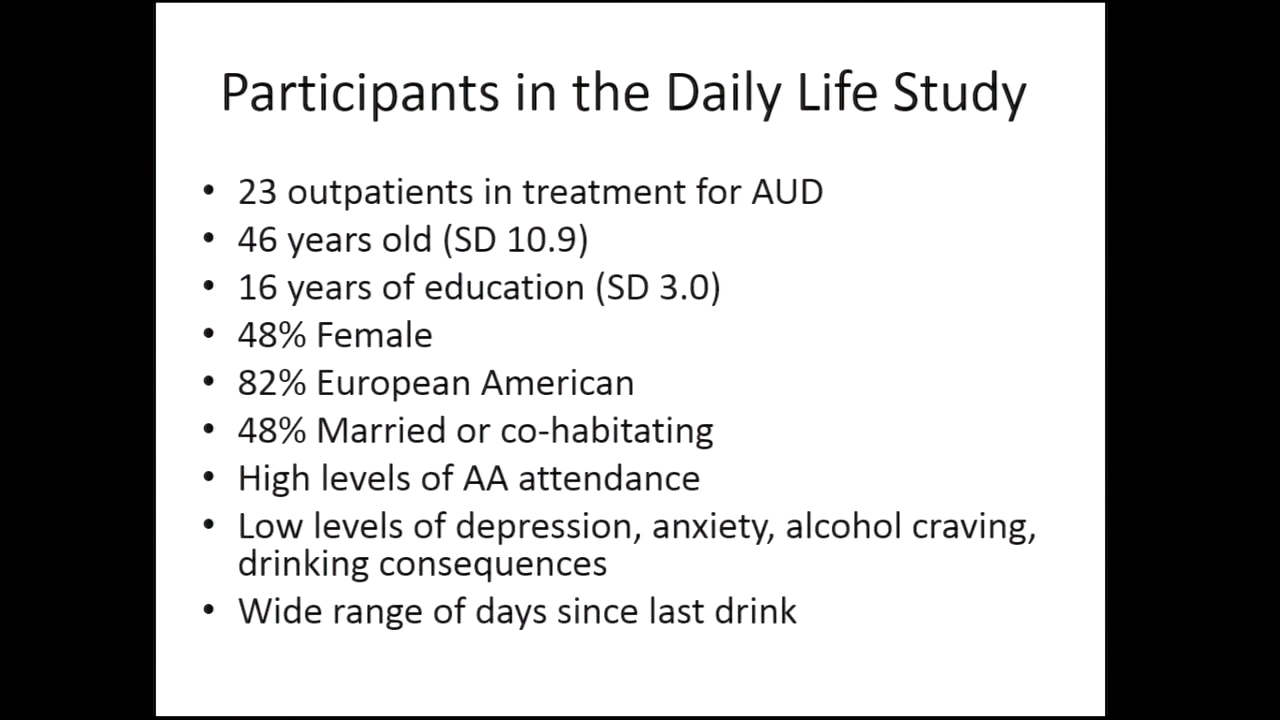 Participants in the Daily Life Study
• 23 outpatients in treatment for AUD
• 46 years old (SD 10.9)
• 16 years of education (SD 3.0)
• 48% Female
• 82% European American
• 48% Married or co-habitating
• High levels of AA attendance
• Low levels of depression, anxiety, alcohol craving,
drinking consequences
• Wide range of days since last drink